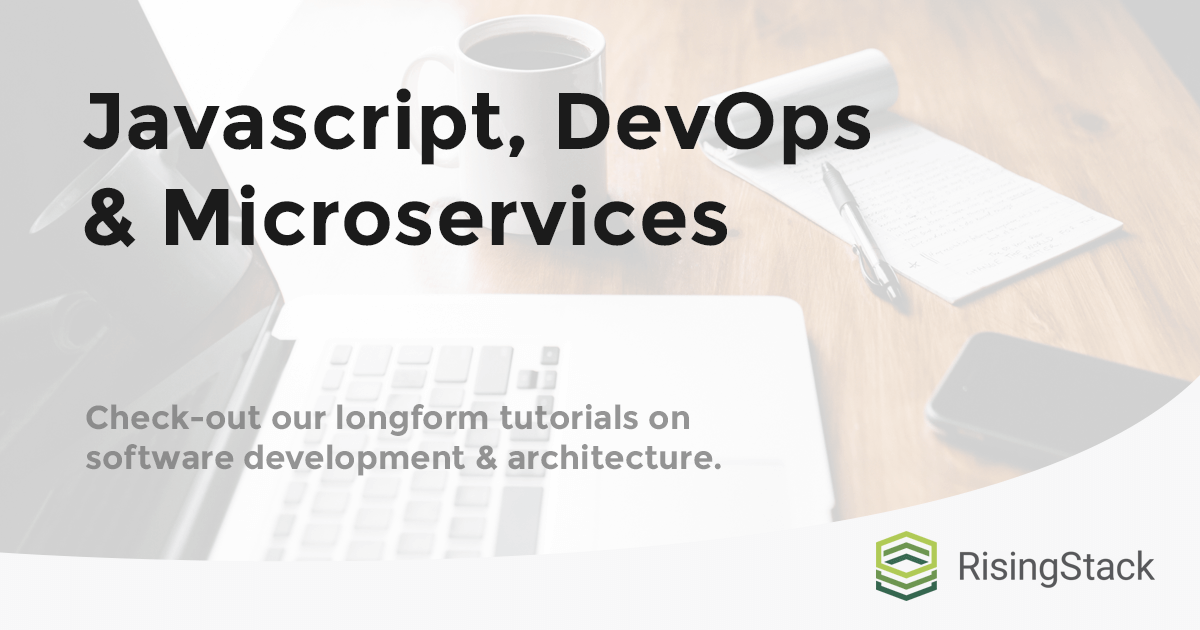 Javascript, DevOps
& Microservices
Check-out our longform tutorials on
software development & architecture.
RisingStack